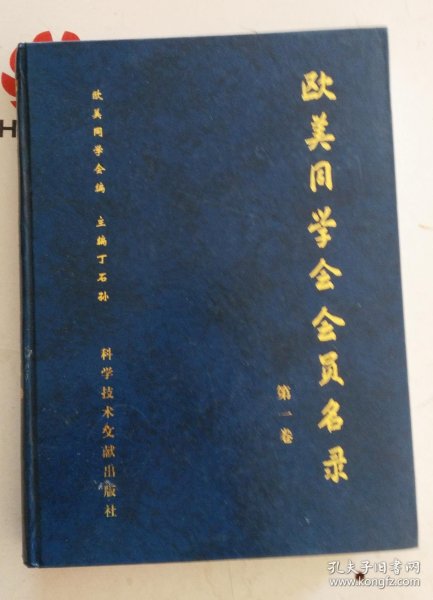 欧美同学会会员名录
第一卷
欧美同学会编 主编丁石孙
科学技术文献出版社
H
孔夫子旧书网
www.kongfz.com